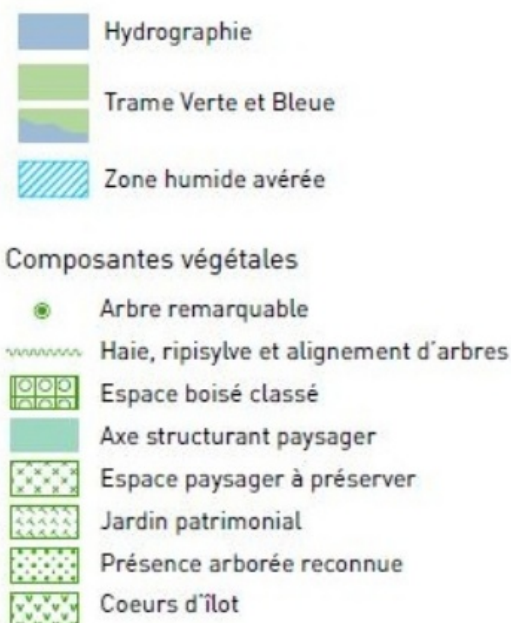 Hydrographie
Trame Verte et Bleue
Zone humide avérée
Composantes végétales
Arbre remarquable
Haie, ripisylve et alignement d'arbres
Espace boisé classé
Axe structurant paysager
Espace paysager à préserver
Jardin patrimonial
Présence arborée reconnue
Coeurs d'îlot